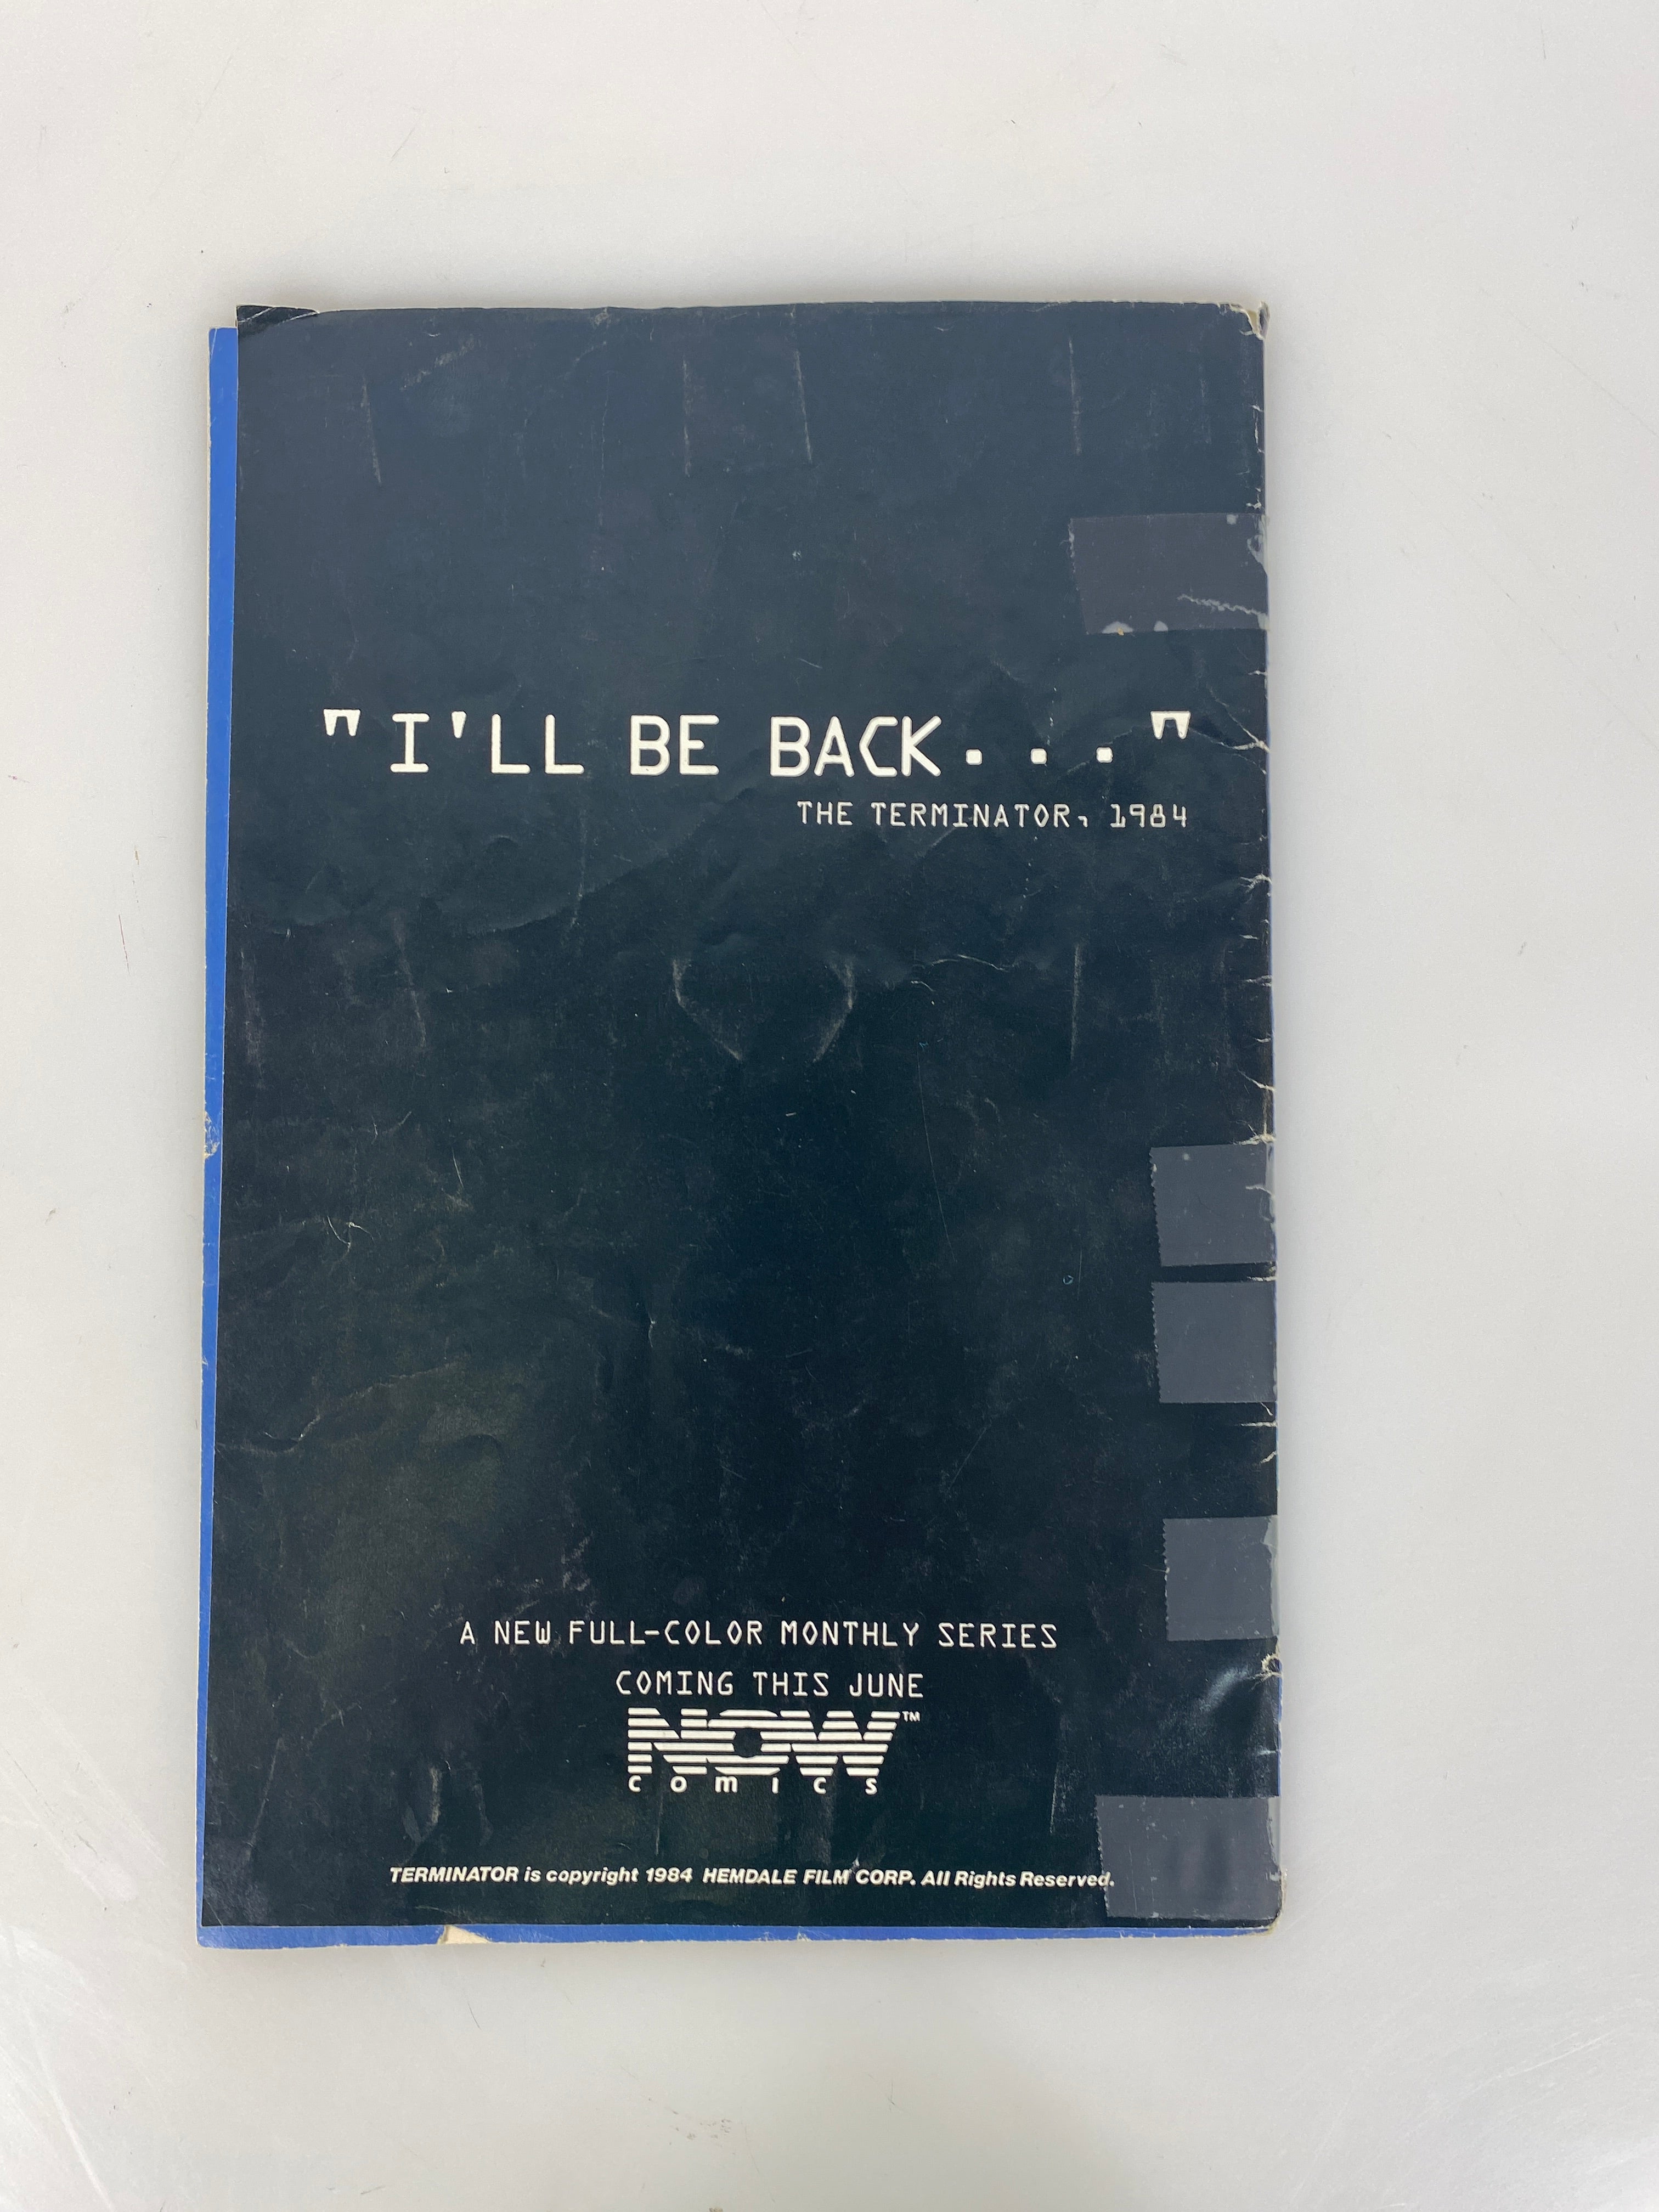 "I'LL BE BACK..."
THE TERMINATOR, 1984
A NEW FULL-COLOR MONTHLY SERIES
COMING THIS JUNE
NOW™
COMICS
TERMINATOR is copyright 1984 HEMDALE FILM CORP. All Rights Reserved.